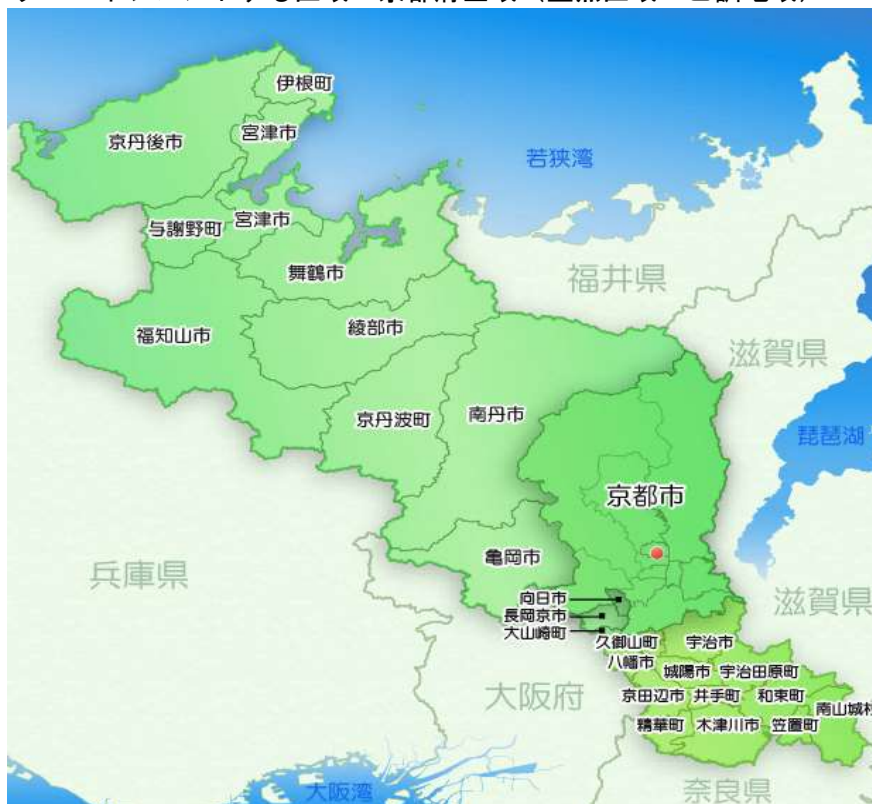 伊根町
京丹後市
宮津市
若狭湾
与謝野町
宮津市
舞鶴市
福井県
福知山市
綾部市
滋賀県
京丹波町
南丹市
琵琶湖
京都市
亀岡市
兵庫県
向日市
長岡京市
大山崎町
滋賀県
久御山町
宇治市
八幡市
城陽市
宇治田原町
大阪府
京田辺市
井手町
和束町
南山城村
精華町
木津川市
笠置町
大阪湾
奈良県